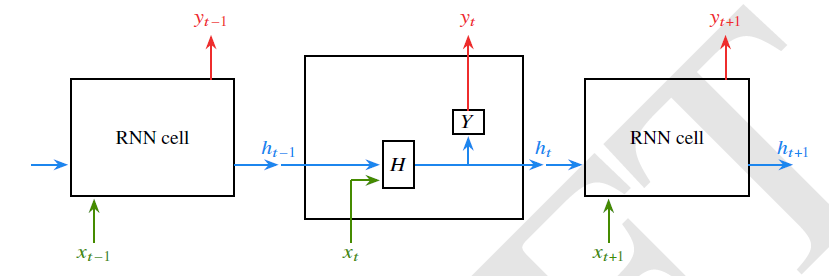 y_{t−1} y_t y_{t+1}
Y
RNN cell RNN cell
h_{t−1} h_t h_{t+1}
H
x_{t−1} x_t x_{t+1}